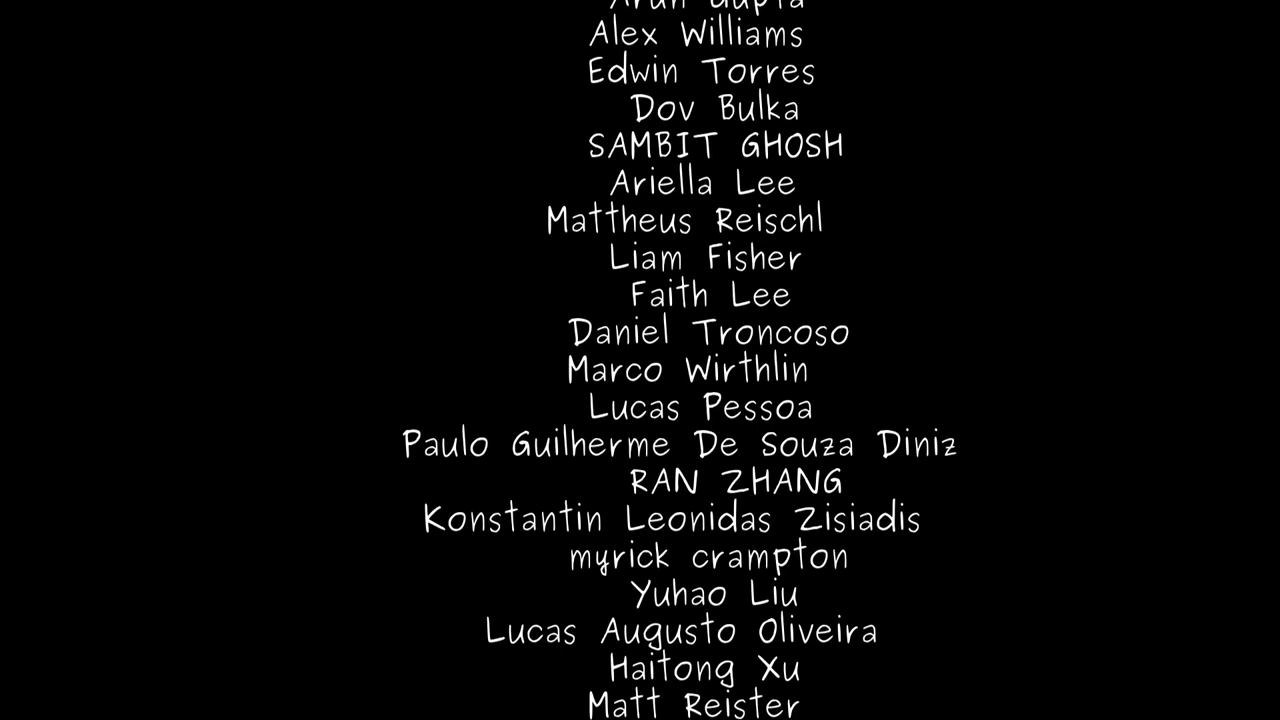 Arun Gupta
Alex Williams
Edwin Torres
Dov Bulka
SAMBIT GHOSH
Ariella Lee
Mattheus Reischl
Liam Fisher
Faith Lee
Daniel Troncoso
Marco Wirthlin
Lucas Pessoa
Paulo Guilherme De Souza Diniz
RAN ZHANG
Konstantin Leonidas Zisiadis
myrick crampton
Yuhao Liu
Lucas Augusto Oliveira
Haitong Xu
Matt Reister